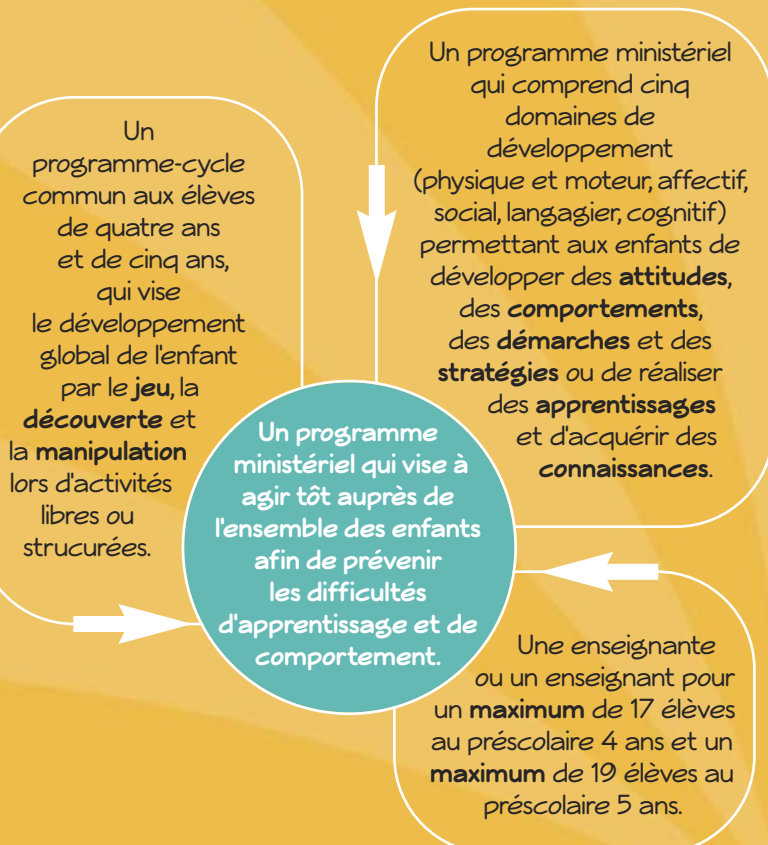 Un
programme-cycle
commun aux élèves
de quatre ans
et de cinq ans,
qui vise
le développement
global de l'enfant
par le jeu, la
découverte et
la manipulation
lors d'activités
libres ou
strucurées.
Un programme ministériel
qui comprend cinq
domaines de
développement
(physique et moteur, affectif,
social, langagier, cognitif)
permettant aux enfants de
développer des attitudes,
des comportements,
des démarches et des
stratégies ou de réaliser
des apprentissages
et d'acquérir des
connaissances.
Un programme
ministériel qui vise à
agir tôt auprès de
l'ensemble des enfants
afin de prévenir
les difficultés
d'apprentissage et de
comportement.
Une enseignante
ou un enseignant pour
un maximum de 17 élèves
au préscolaire 4 ans et un
maximum de 19 élèves au
préscolaire 5 ans.